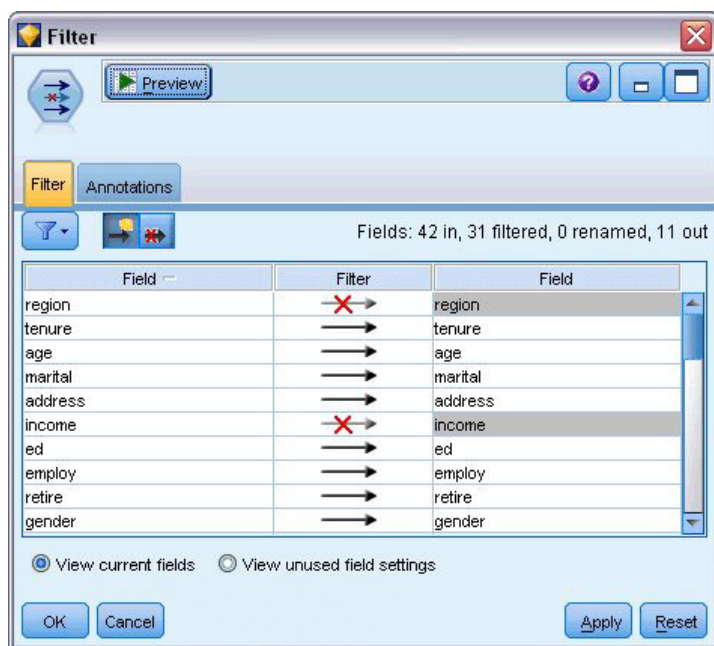 Filter
Preview
Filter Annotations
Fields: 42 in, 31 filtered, 0 renamed, 11 out
Field Filter Field
region region
tenure tenure
age age
marital marital
address address
income income
ed ed
employ employ
retire retire
gender gender
View current fields View unused field settings
OK Cancel Apply Reset